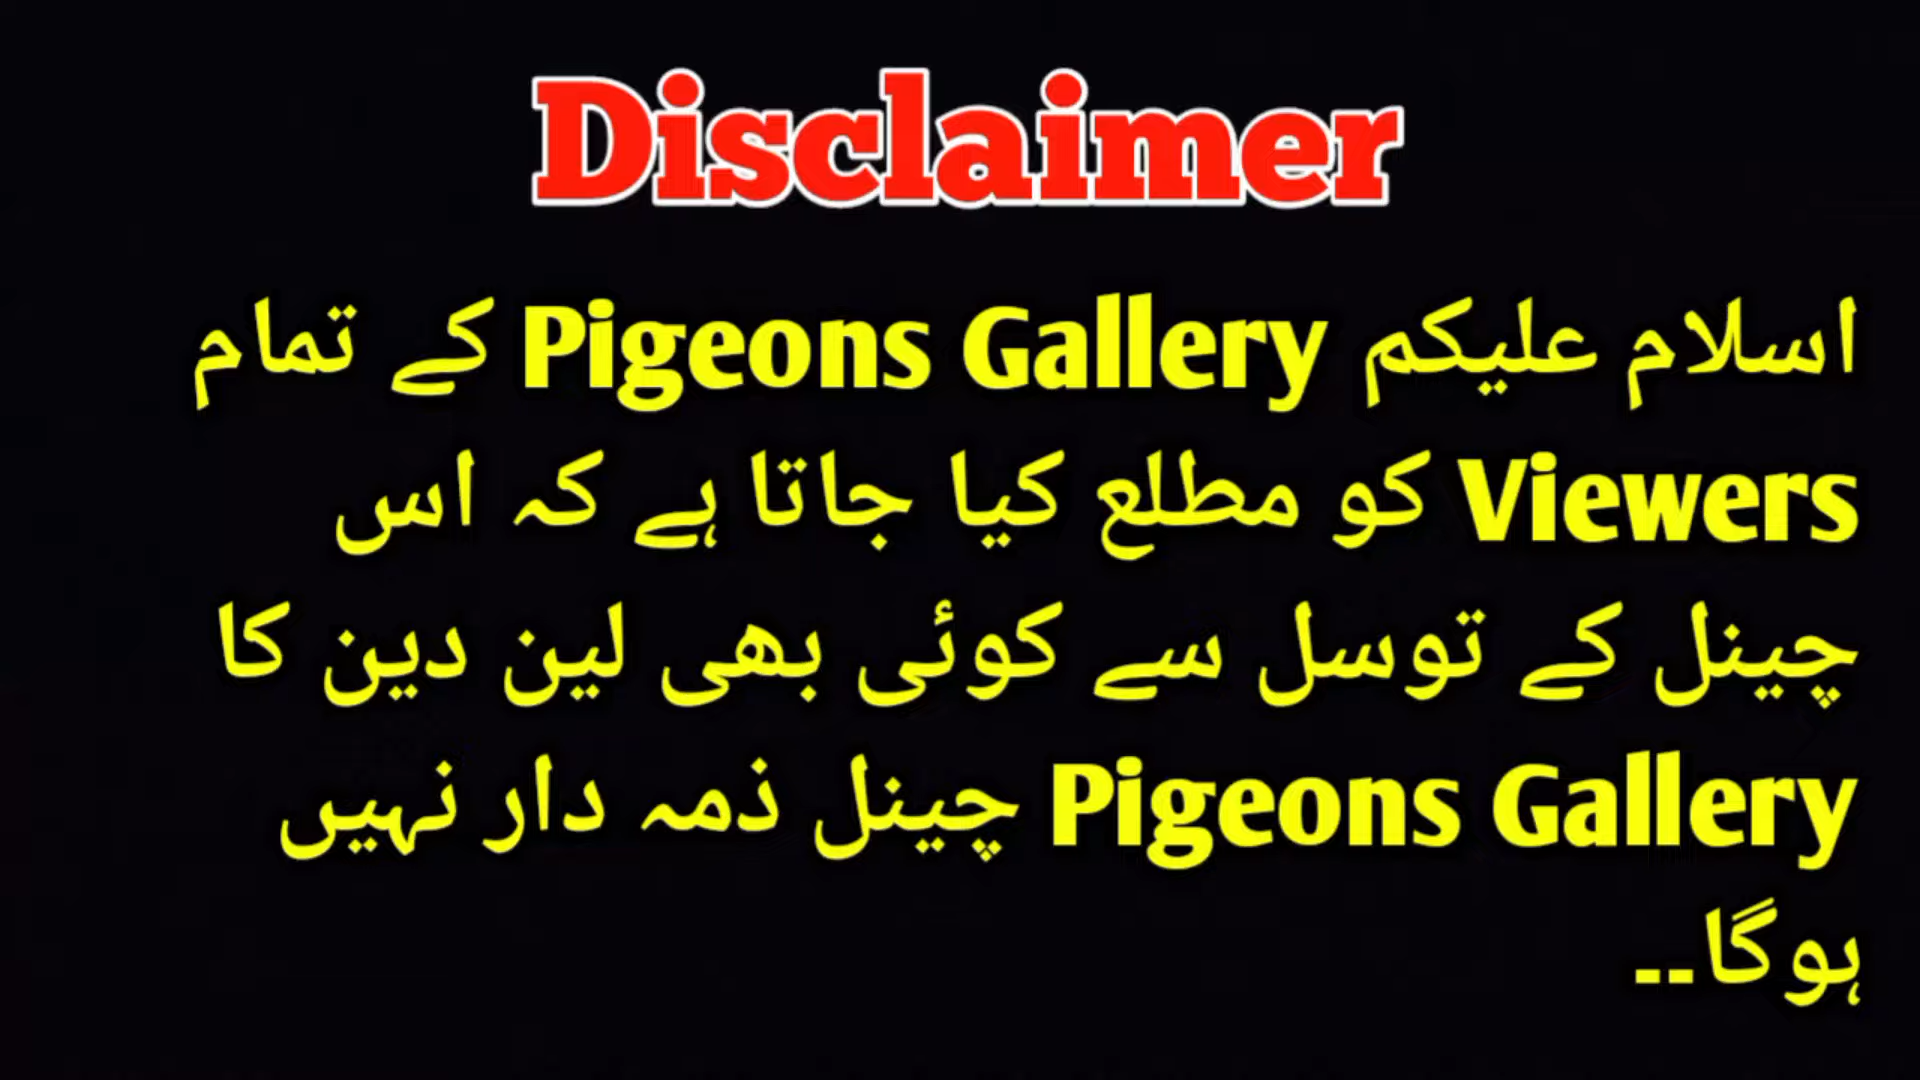 Disclaimer
اسلام علیکم Pigeons Gallery کے تمام
Viewers کو مطلع کیا جاتا ہے کہ اس
چینل کے توسل سے کوئی بھی لین دین کا
Pigeons Gallery چینل ذمہ دار نہیں
ہوگا--